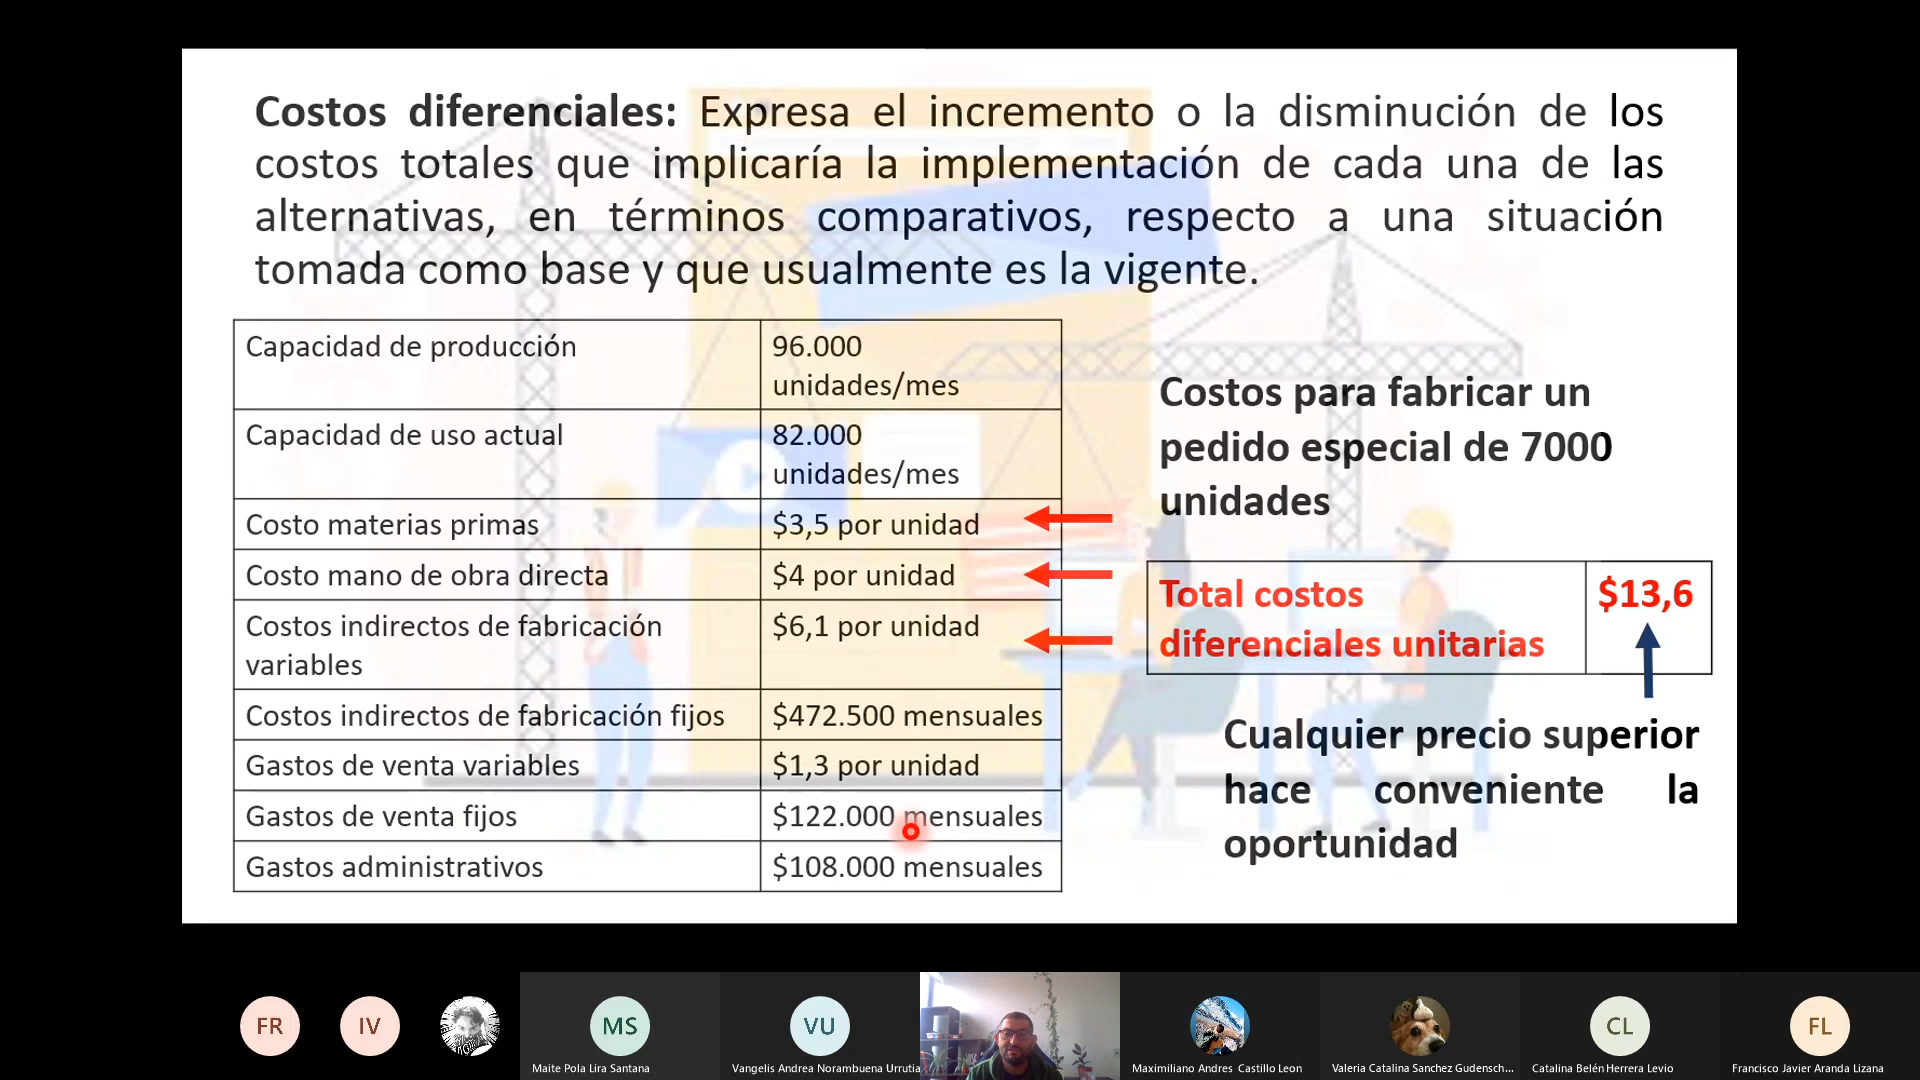 Costos diferenciales: Expresa el incremento o la disminución de los
costos totales que implicaría la implementación de cada una de las
alternativas, en términos comparativos, respecto a una situación
tomada como base y que usualmente es la vigente.
Capacidad de producción
96.000
unidades/mes
Capacidad de uso actual
82.000
unidades/mes
Costo materias primas
$3,5 por unidad
Costo mano de obra directa
$4 por unidad
Costos indirectos de fabricación
variables
$6,1 por unidad
Costos indirectos de fabricación fijos
$472.500 mensuales
Gastos de venta variables
$1,3 por unidad
Gastos de venta fijos
$122.000 mensuales
Gastos administrativos
$108.000 mensuales
Costos para fabricar un
pedido especial de 7000
unidades
Total costos
diferenciales unitarias
$13,6
Cualquier precio superior
hace conveniente la
oportunidad
FR
IV
MS
Maite Pola Lira Santana
VU
Vangelis Andrea Norambuena Urrutia
Maximiliano Andres Castillo Leon
Valeria Catalina Sanchez Gudensch...
CL
Catalina Belén Herrera Levio
FL
Francisco Javier Aranda Lizana